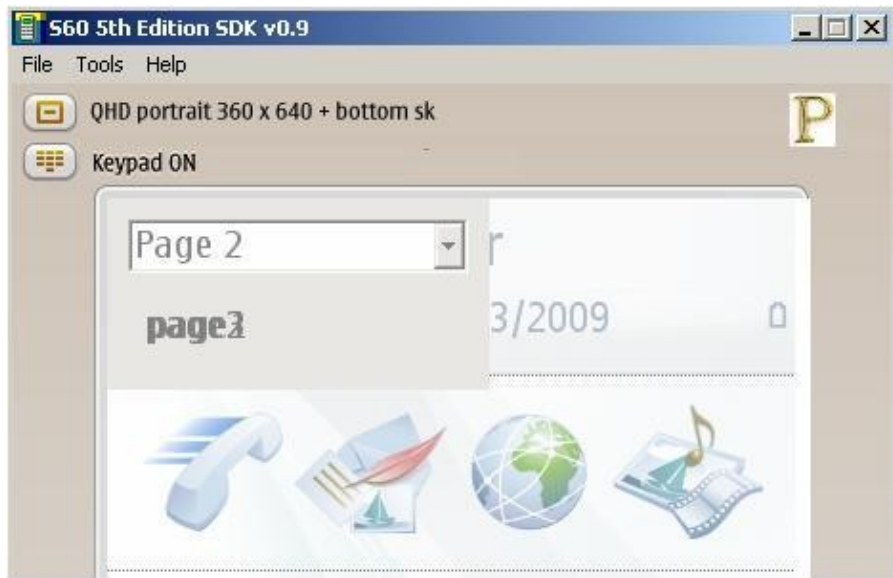 S60 5th Edition SDK v0.9
File Tools Help
QHD portrait 360 x 640 + bottom sk
P
Keypad ON
Page 2
r
3/2009